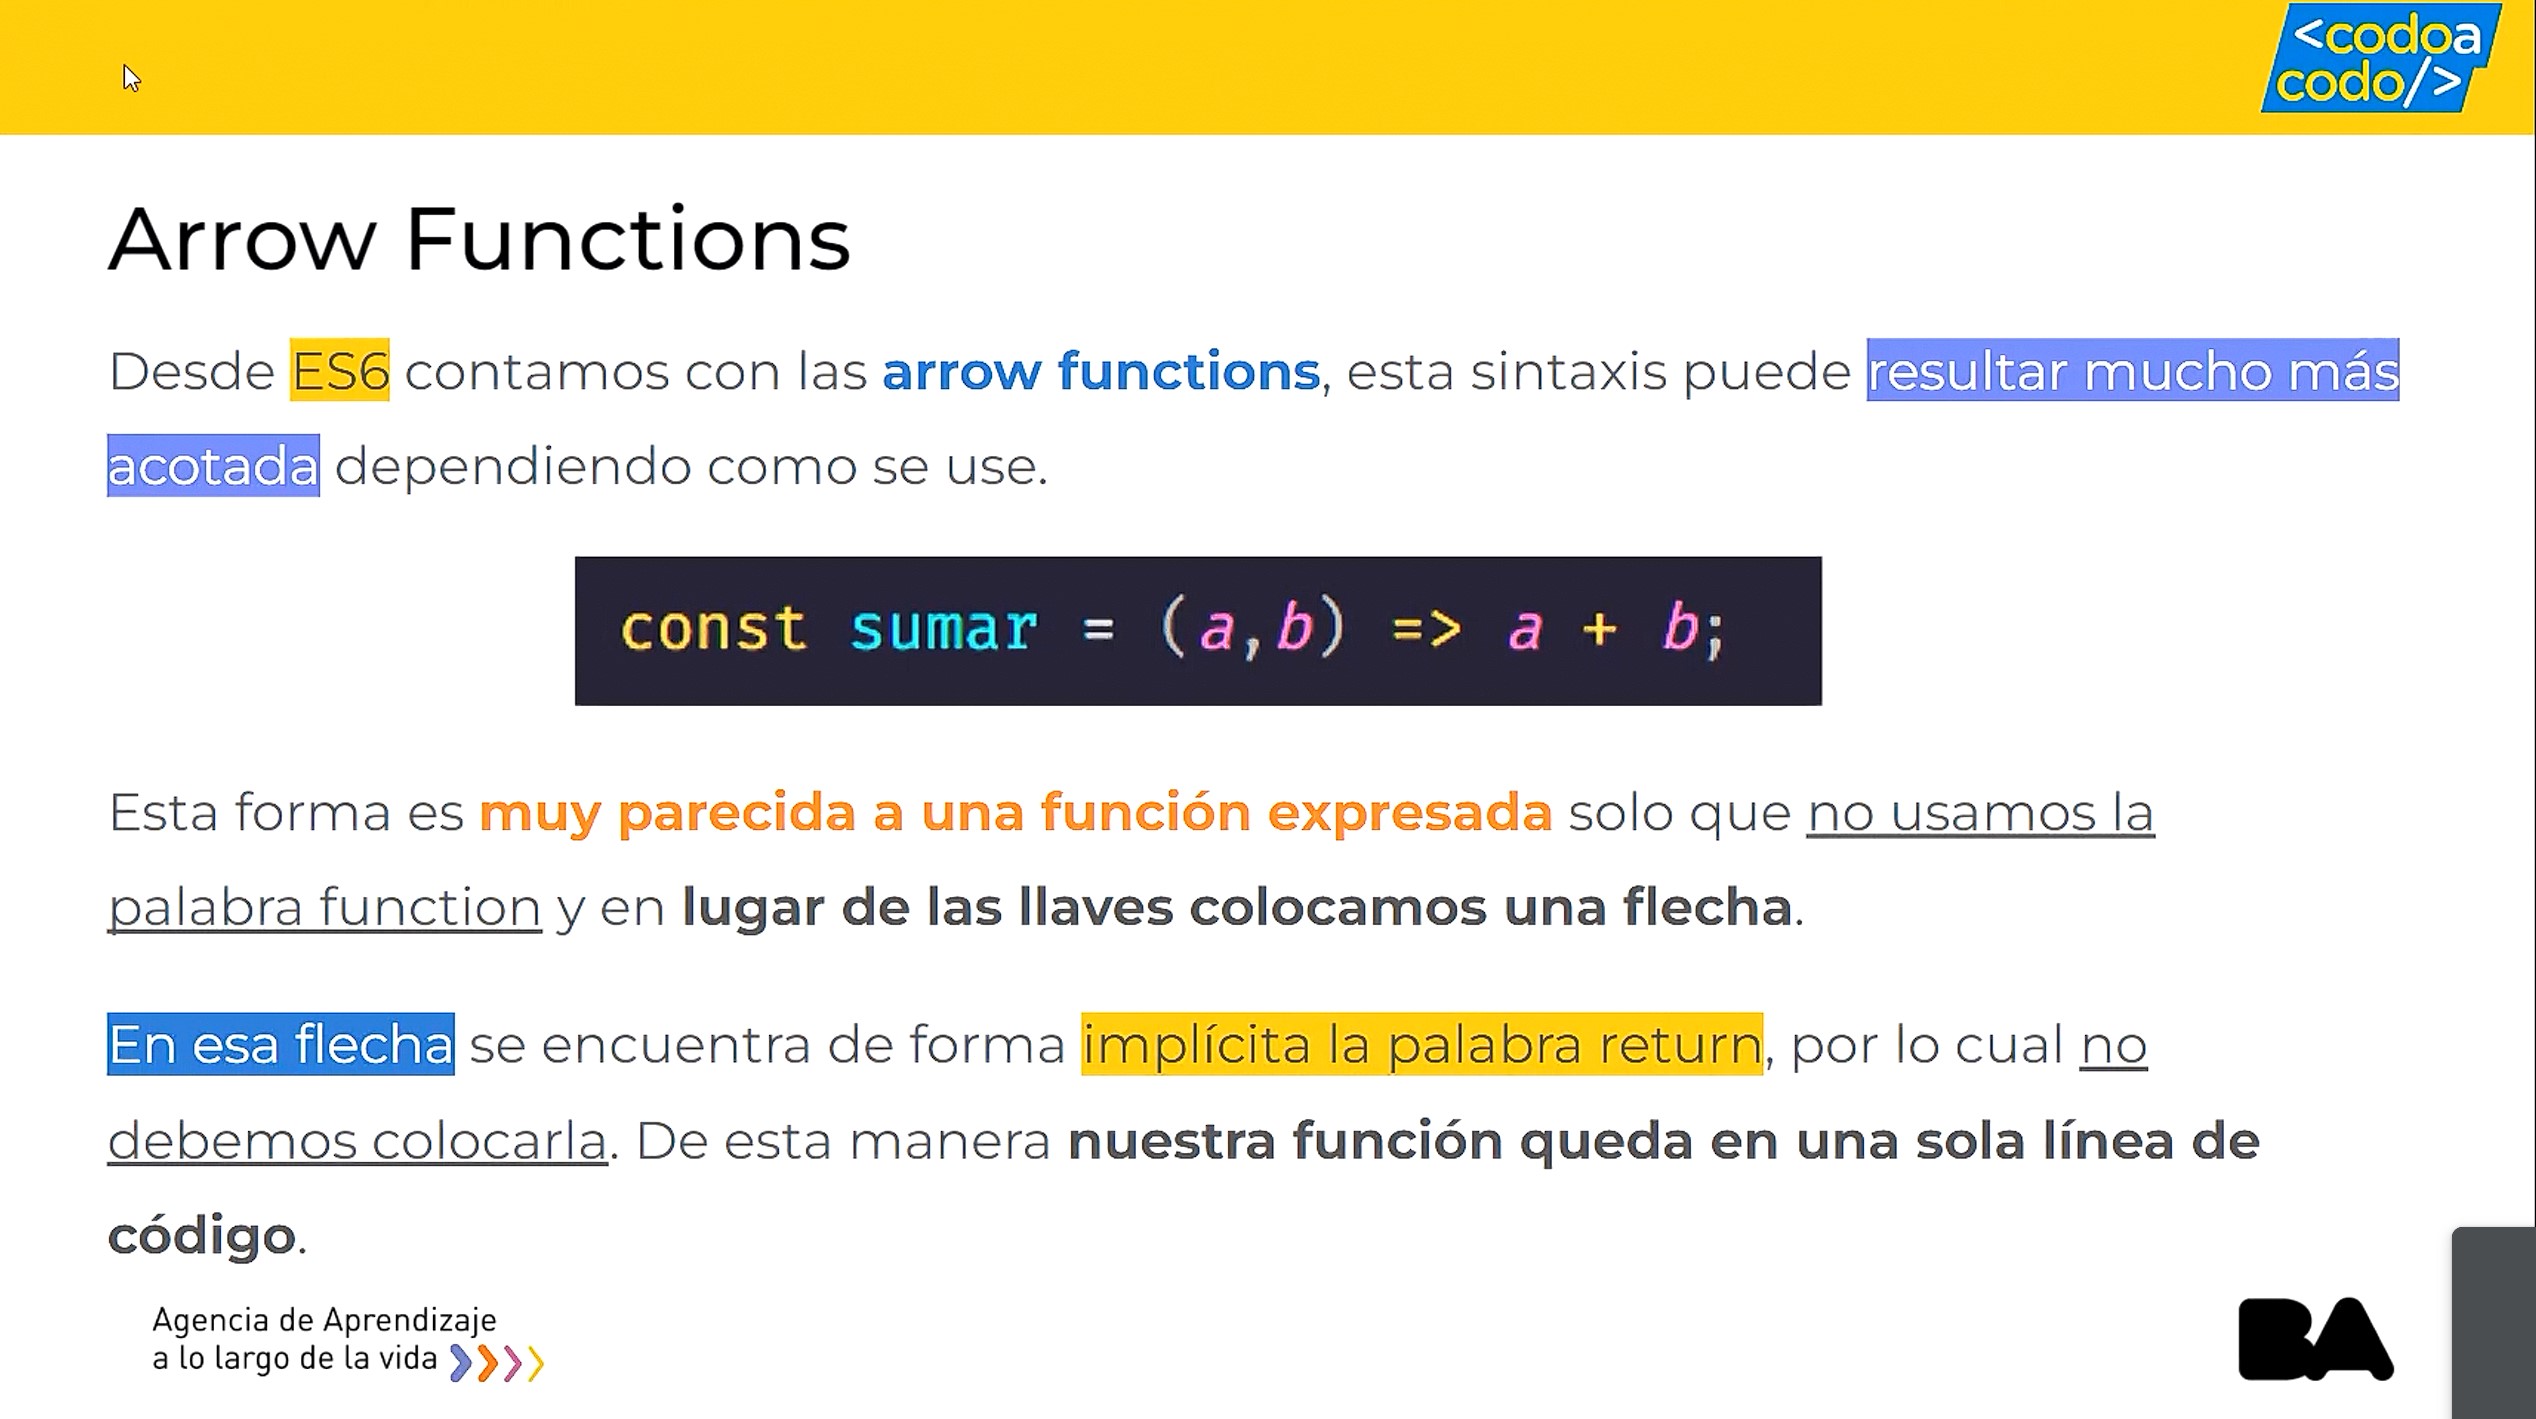 <codoa
codo/>
Arrow Functions
Desde ES6 contamos con las arrow functions, esta sintaxis puede resultar mucho más
acotada dependiendo como se use.
const sumar = (a,b) => a + b;
Esta forma es muy parecida a una función expresada solo que no usamos la
palabra function y en lugar de las llaves colocamos una flecha.
En esa flecha se encuentra de forma implícita la palabra return, por lo cual no
debemos colocarla. De esta manera nuestra función queda en una sola línea de
código.
Agencia de Aprendizaje
a lo largo de la vida
BA